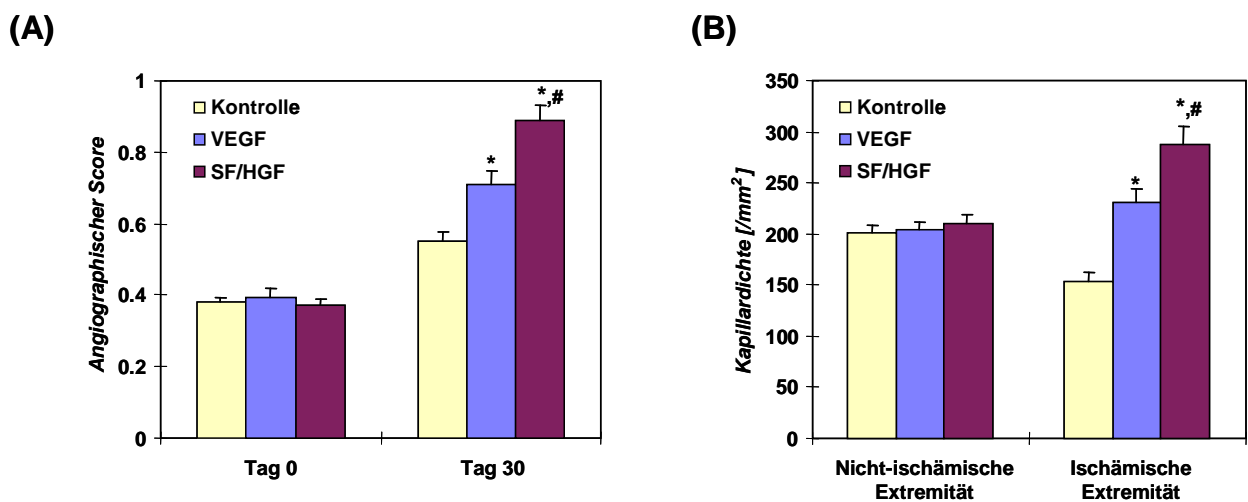 (A)
Angiographischer Score
1
0.8
0.6
0.4
0.2
0
Kontrolle
VEGF
SF/HGF
*
*,#
Tag 0
Tag 30
(B)
Kapillardichte [/mm²]
350
300
250
200
150
100
50
0
Kontrolle
VEGF
SF/HGF
*
*,#
Nicht-ischämische
Extremität
Ischämische
Extremität